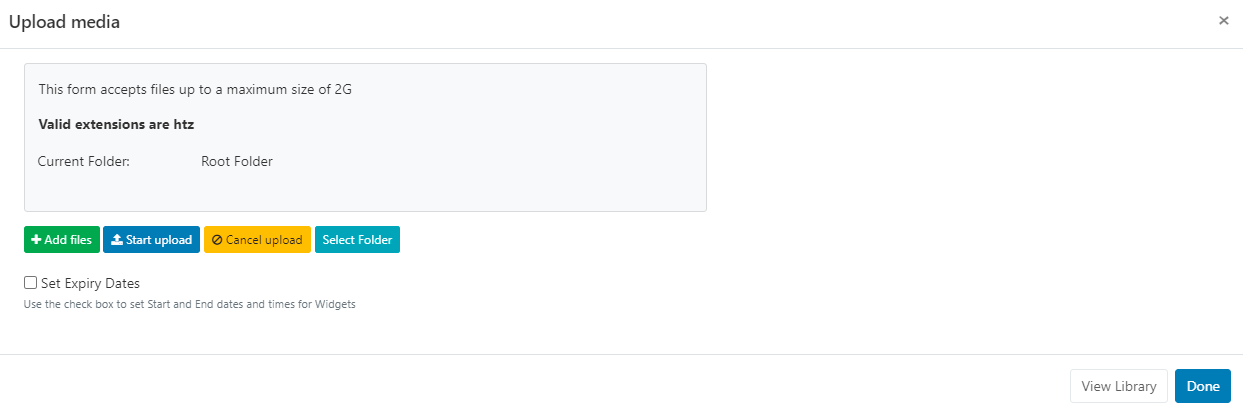 Upload media
×
This form accepts files up to a maximum size of 2G
Valid extensions are htz
Current Folder: Root Folder
Add files Start upload Cancel upload Select Folder
Set Expiry Dates
Use the check box to set Start and End dates and times for Widgets
View Library Done